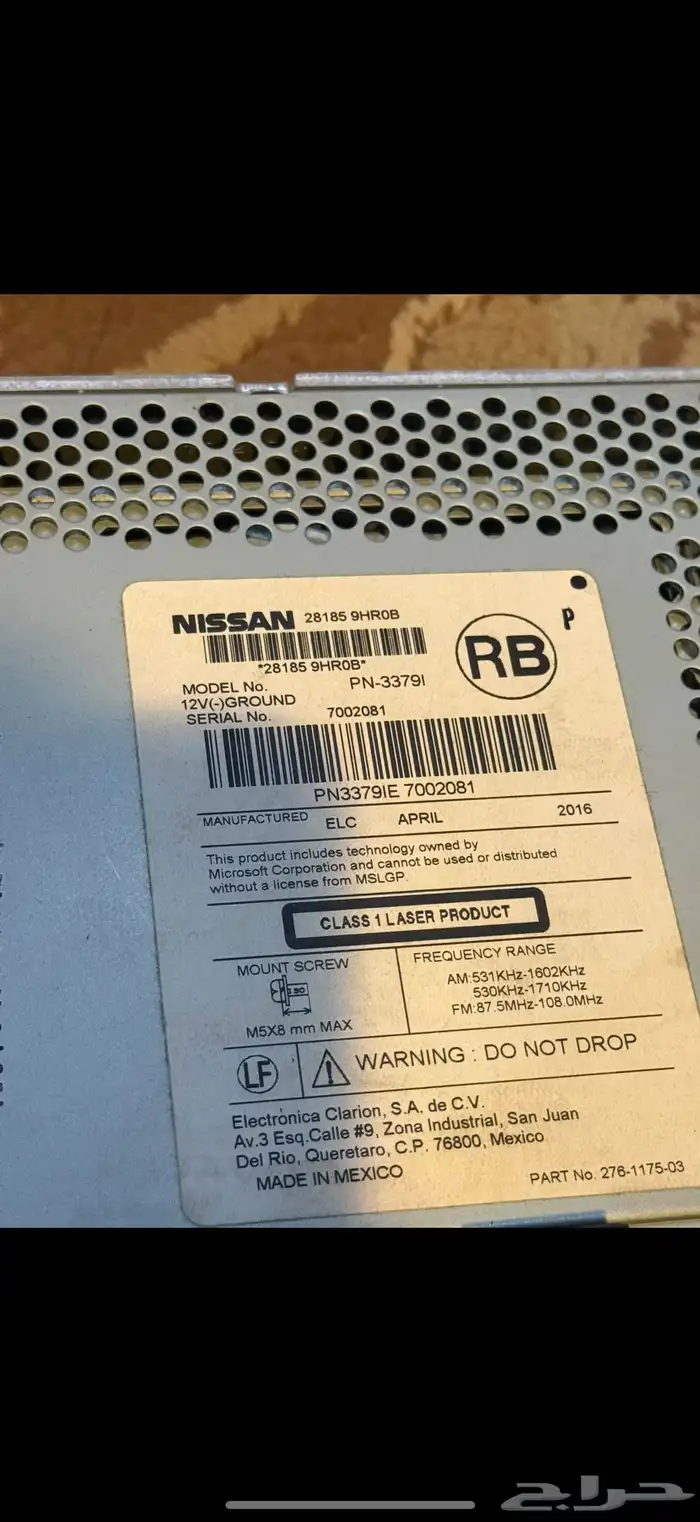 NISSAN 28185 9HR0B
*28185 9HR0B*
RB
P
MODEL No. PN-3379I
12V(-)GROUND
SERIAL No. 7002081
PN3379IE 7002081
MANUFACTURED ELC APRIL 2016
This product includes technology owned by
Microsoft Corporation and cannot be used or distributed
without a license from MSLGP.
CLASS 1 LASER PRODUCT
MOUNT SCREW
M5X8 mm MAX
FREQUENCY RANGE
AM:531KHz-1602KHz
530KHz-1710KHz
FM:87.5MHz-108.0MHz
LF
WARNING : DO NOT DROP
Electrónica Clarion, S.A. de C.V.
Av.3 Esq.Calle #9, Zona Industrial, San Juan
Del Rio, Queretaro, C.P. 76800, Mexico
MADE IN MEXICO
PART No. 276-1175-03
حراج